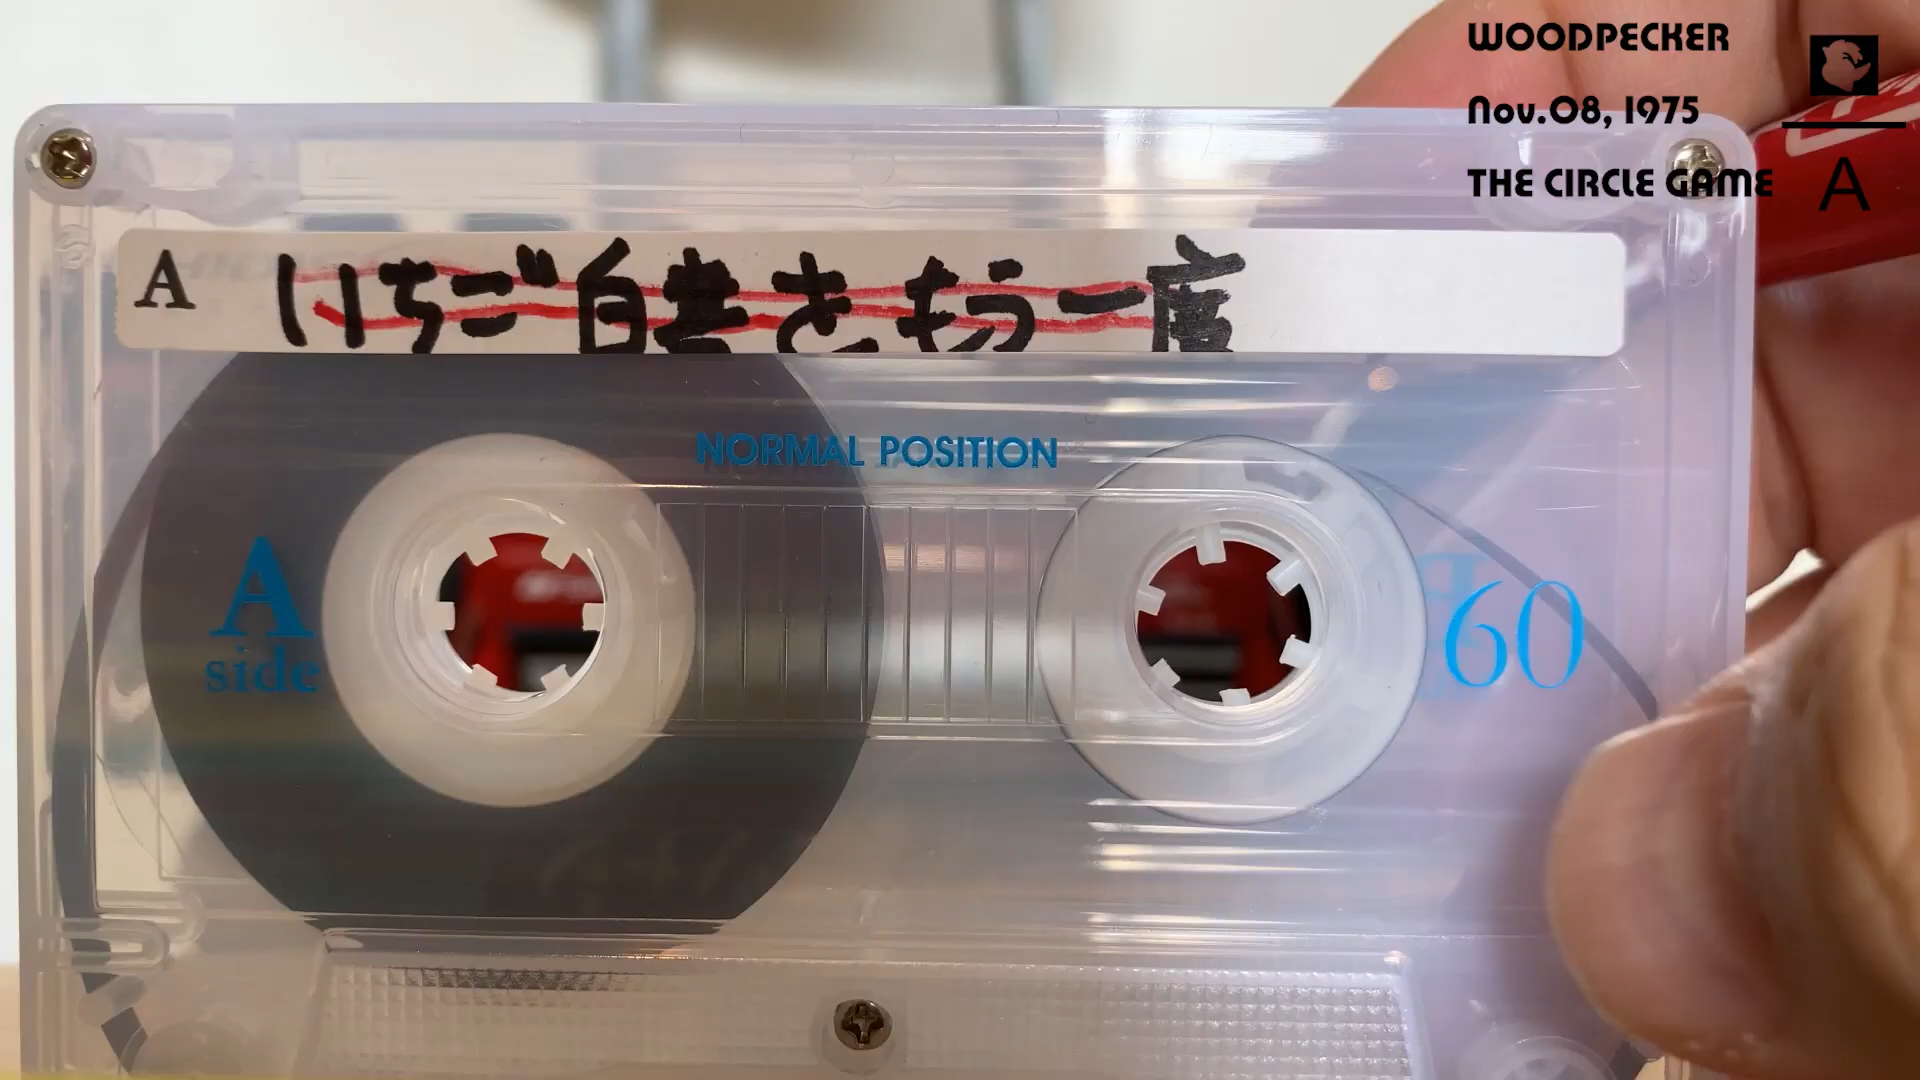 WOODPECKER
Nov.08, 1975
THE CIRCLE GAME
A
A いちご白書をもう一度
NORMAL POSITION
A
side
60